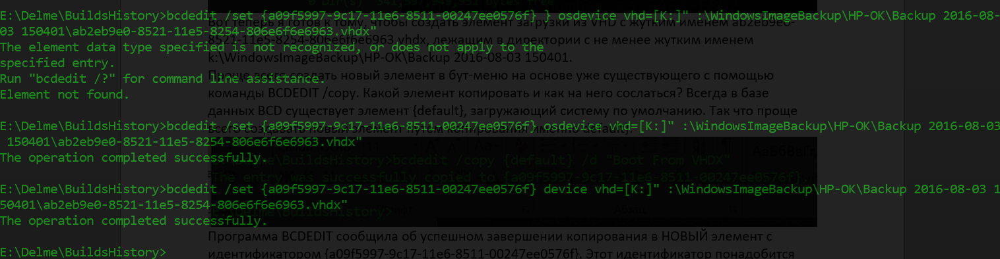 0 Dir(s) 341,597,949,952 bytes free
E:\Delme\BuildsHistory>bcdedit /set {a09f5997-9c17-11e6-8511-00247ee0576f} } osdevice vhd=[K:]" :\WindowsImageBackup\HP-OK\Backup 2016-08-
Вот теперь я готов к тому, чтобы создать элемент загрузки из VHD с жутким именем ab2eb9e0-
03 150401\ab2eb9e0-8521-11e5-8254-806e6f6e6963.vhdx"
8521-11e5-8254-806e6f6e6963.vhdx, лежащим в директории с не менее жутким именем
The element data type specified is not recognized, or does not apply to the
k:\WindowsImageBackup\HP-OK\Backup 2016-08-03 150401.
specified entry.
Проще всего создать новый элемент в бут-меню на основе уже существующего с помощью
Run "bcdedit /?" for command line assistance.
команды BCDEDIT /copy. Какой элемент копировать и как на него сослаться? Всегда в базе
Element not found.
данных BCD существует элемент {default}, загружающий систему по умолчанию. Так что проще
E:\Delme\BuildsHistory>bcdedit /set {a09f5997-9c17-11e6-8511-00247ee0576f} osdevice vhd=[K:]" :\WindowsImageBackup\HP-OK\Backup 2016-08-03
всего создавать новый элемент путем копирования именно default}.
150401\ab2eb9e0-8521-11e5-8254-806e6f6e6963.vhdx"
The operation completed successfully.
E:\Delme\BuildsHistory>bcdedit /copy {default} /d "Boot From VHDX"
The entry was successfully copied to {a09f5997-9c17-11e6-8511-00247ee0576f}.
E:\Delme\BuildsHistory>bcdedit /set {a09f5997-9c17-11e6-8511-00247ee0576f} device vhd=[K:]" :\WindowsImageBackup\HP-OK\Backup 2016-08-03 1
50401\ab2eb9e0-8521-11e5-8254-806e6f6e6963.vhdx"
The operation completed successfully.
Программа BCDEDIT сообщила об успешном завершении копирования в НОВЫЙ элемент с
E:\Delme\BuildsHistory>
идентификатором {a09f5997-9c17-11e6-8511-00247ee0576f}. Этот идентификатор понадобится